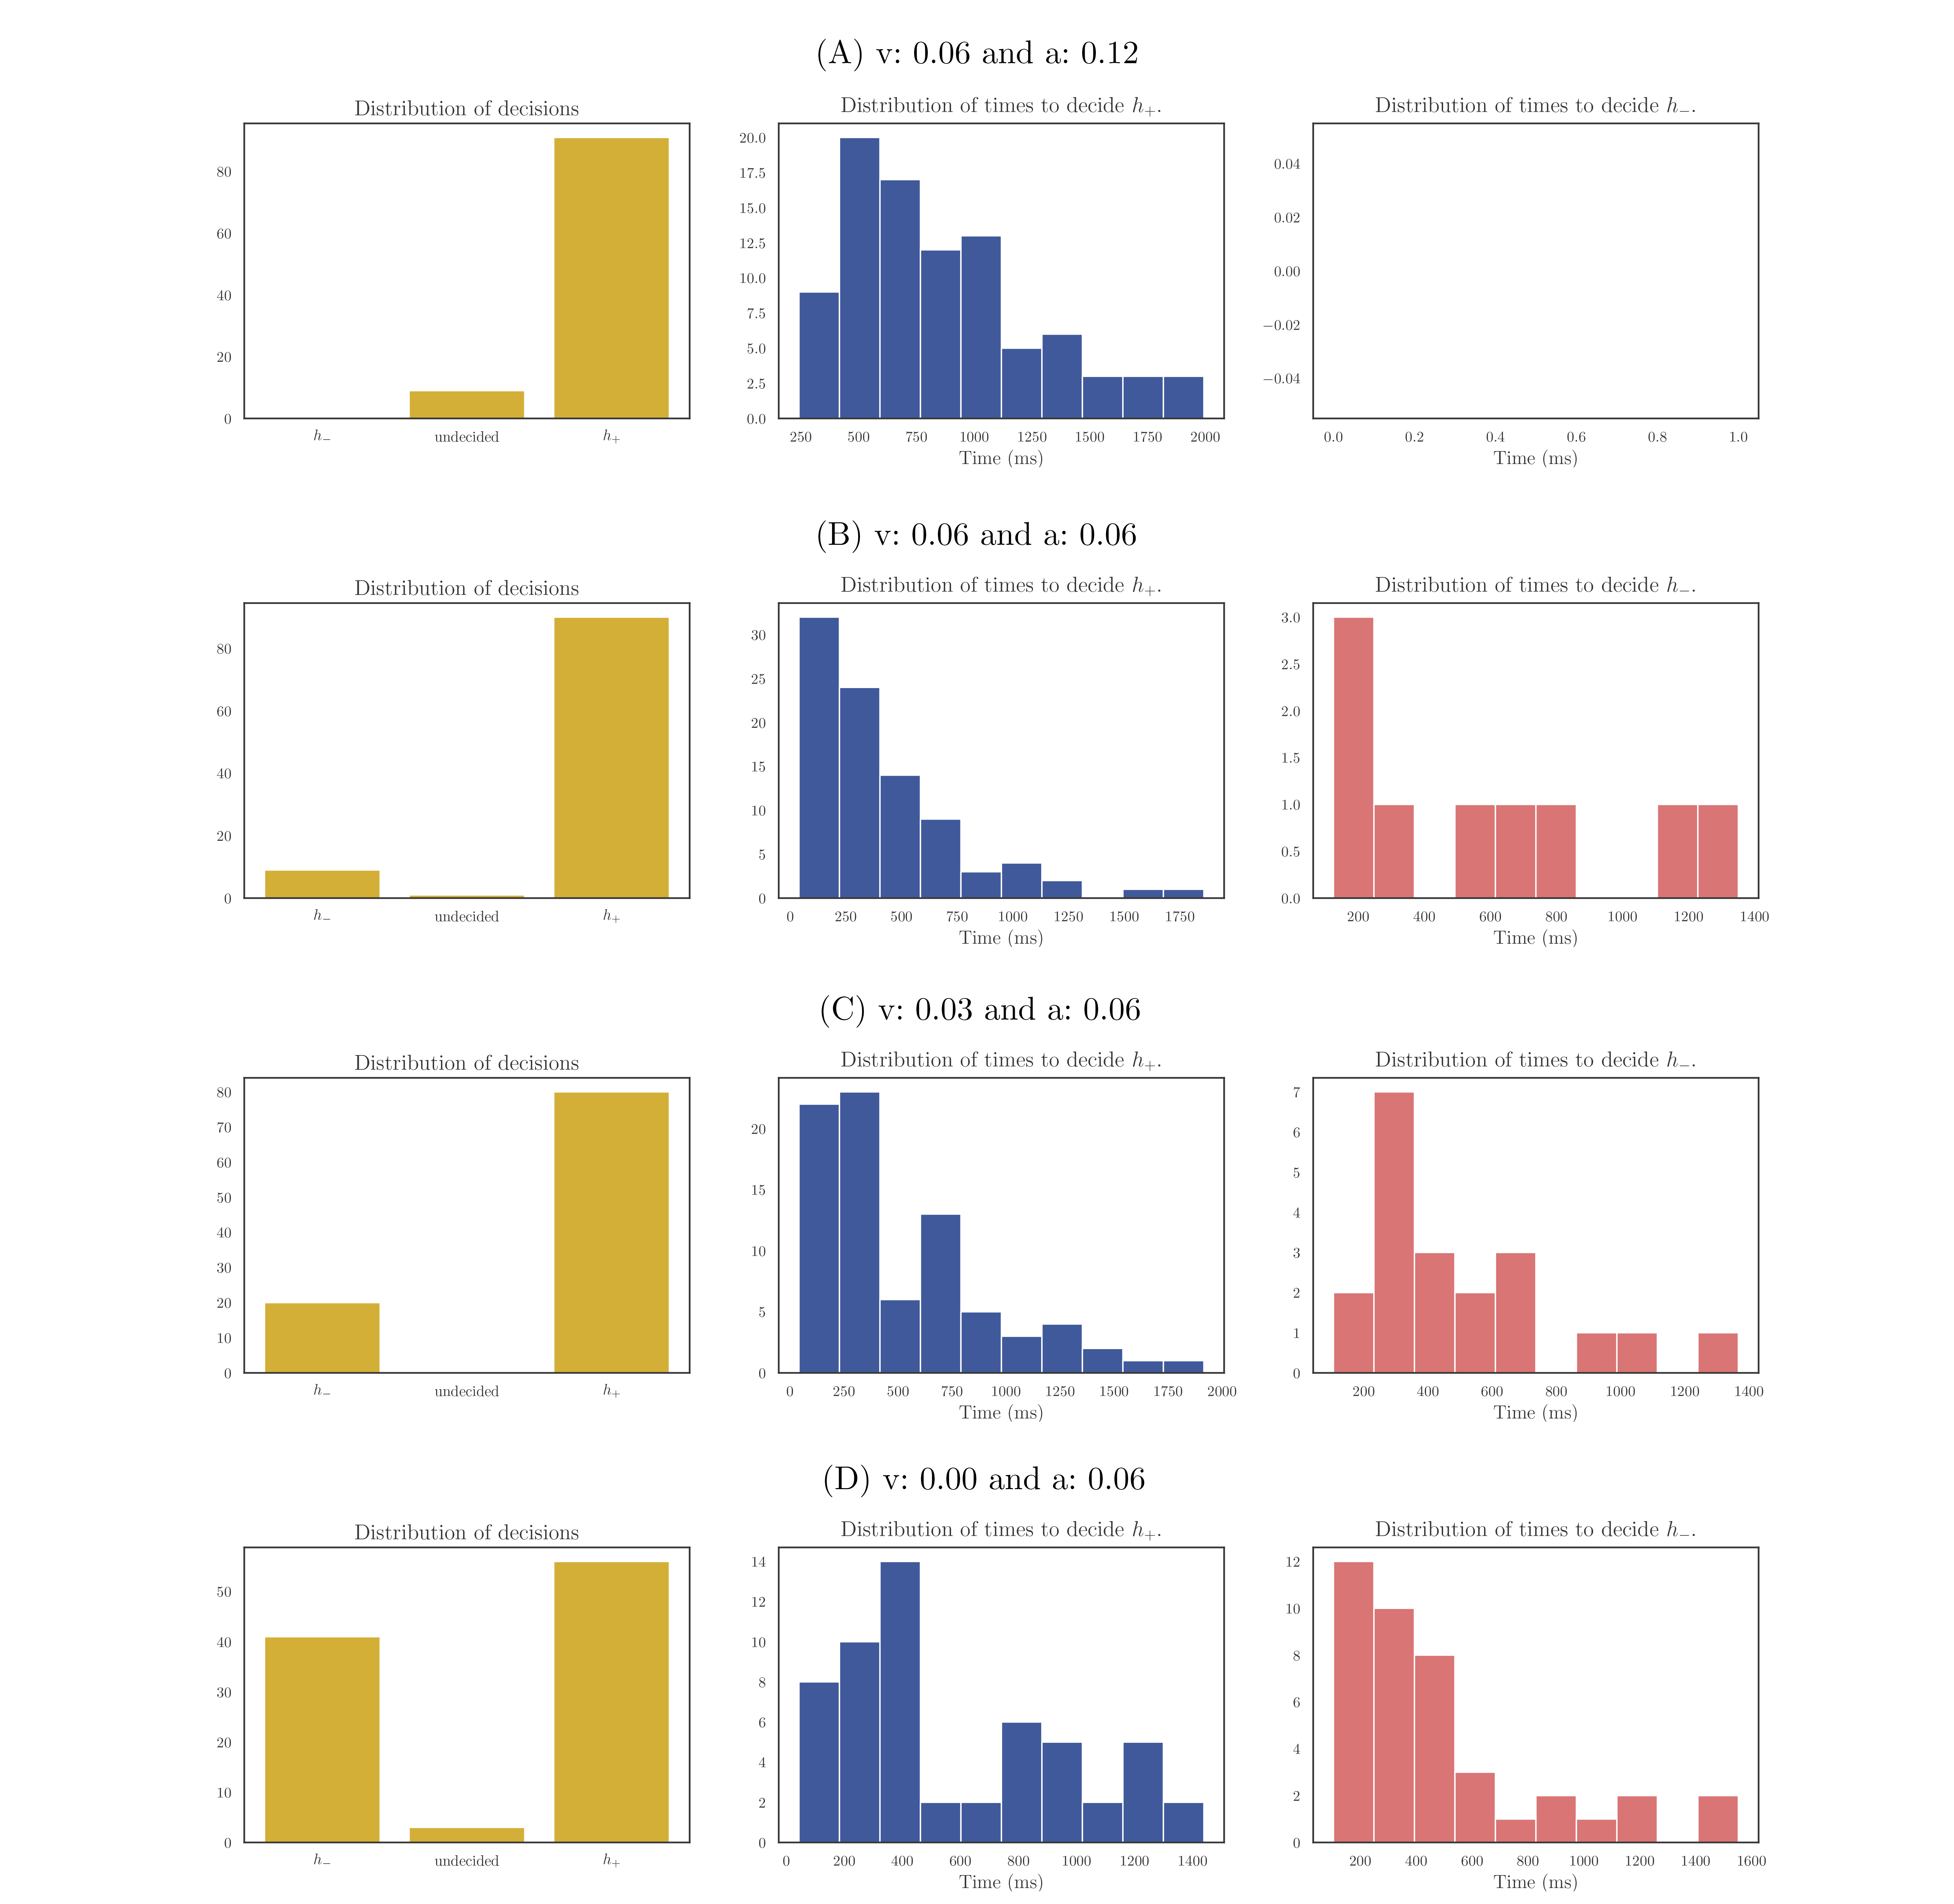 (A) v: 0.06 and a: 0.12
Distribution of decisions
80
60
40
20
0
h₋ undecided h₊
Distribution of times to decide h₊.
20.0
17.5
15.0
12.5
10.0
7.5
5.0
2.5
0.0
250 500 750 1000 1250 1500 1750 2000
Time (ms)
Distribution of times to decide h₋.
0.04
0.02
0.00
−0.02
−0.04
0.0 0.2 0.4 0.6 0.8 1.0
Time (ms)
(B) v: 0.06 and a: 0.06
Distribution of decisions
80
60
40
20
0
h₋ undecided h₊
Distribution of times to decide h₊.
30
25
20
15
10
5
0
0 250 500 750 1000 1250 1500 1750
Time (ms)
Distribution of times to decide h₋.
3.0
2.5
2.0
1.5
1.0
0.5
0.0
200 400 600 800 1000 1200 1400
Time (ms)
(C) v: 0.03 and a: 0.06
Distribution of decisions
80
70
60
50
40
30
20
10
0
h₋ undecided h₊
Distribution of times to decide h₊.
20
15
10
5
0
0 250 500 750 1000 1250 1500 1750 2000
Time (ms)
Distribution of times to decide h₋.
7
6
5
4
3
2
1
0
200 400 600 800 1000 1200 1400
Time (ms)
(D) v: 0.00 and a: 0.06
Distribution of decisions
50
40
30
20
10
0
h₋ undecided h₊
Distribution of times to decide h₊.
14
12
10
8
6
4
2
0
0 200 400 600 800 1000 1200 1400
Time (ms)
Distribution of times to decide h₋.
12
10
8
6
4
2
0
200 400 600 800 1000 1200 1400 1600
Time (ms)